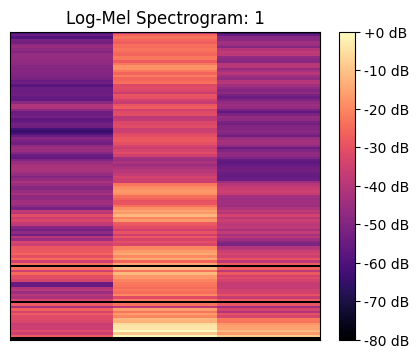 Log-Mel Spectrogram: 1
+0 dB
-10 dB
-20 dB
-30 dB
-40 dB
-50 dB
-60 dB
-70 dB
-80 dB